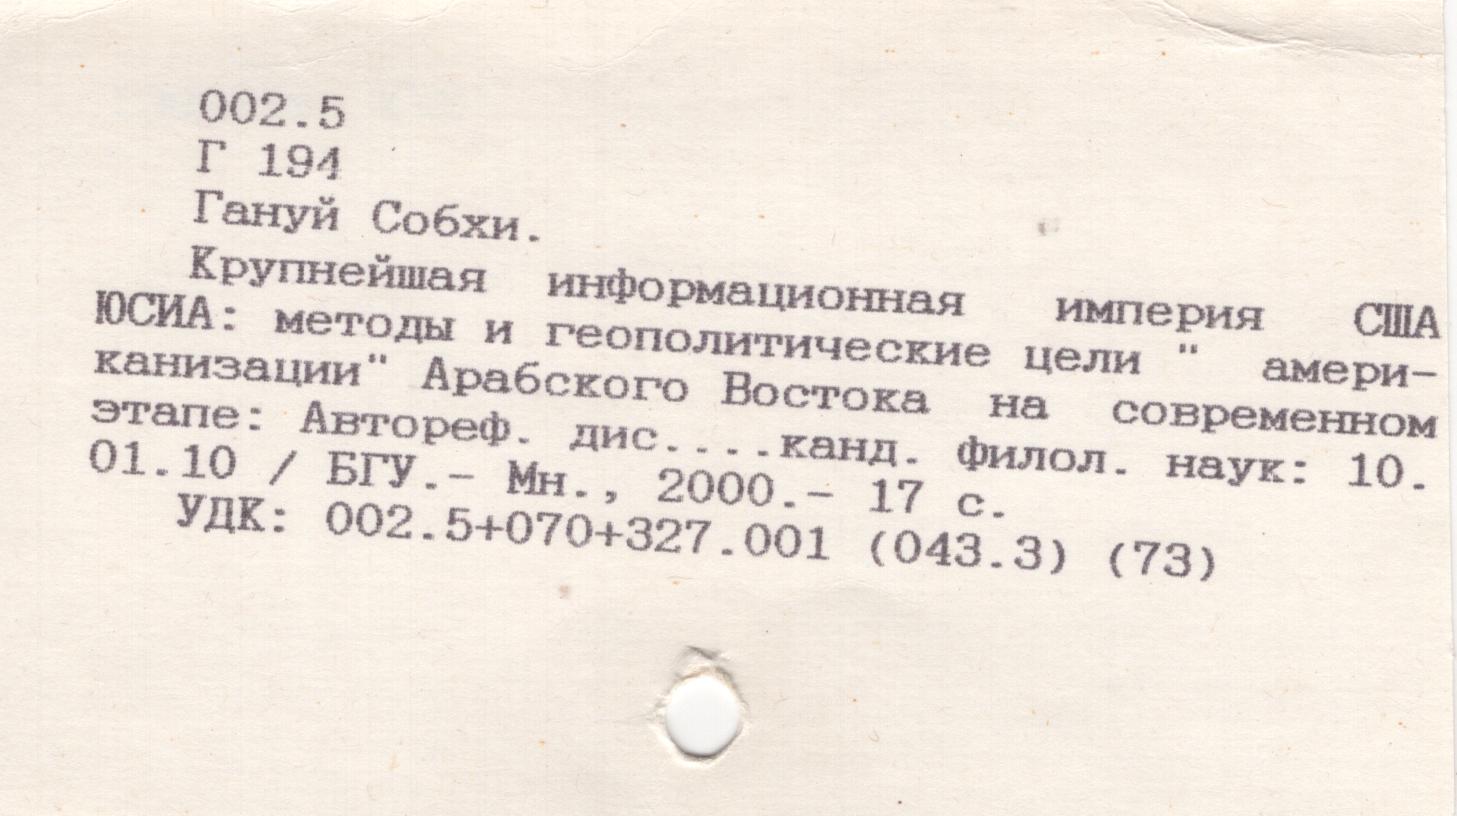 002.5
Г 194
Гануй Собхи.
Крупнейшая информационная империя США
ЮСИА: методы и геополитические цели " амери-
канизации" Арабского Востока на современном
этапе: Автореф. дис....канд. филол. наук: 10.
01.10 / БГУ.- Мн., 2000.- 17 с.
УДК: 002.5+070+327.001 (043.3) (73)